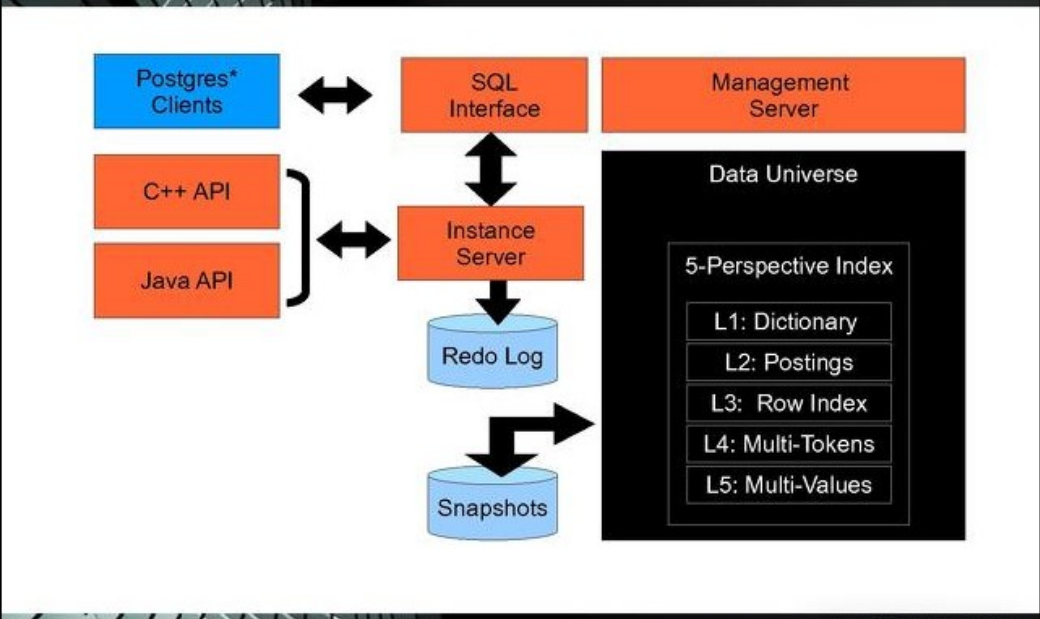 Postgres*
Clients
SQL
Interface
Management
Server
C++ API
Java API
Instance
Server
Redo Log
Snapshots
Data Universe
5-Perspective Index
L1: Dictionary
L2: Postings
L3: Row Index
L4: Multi-Tokens
L5: Multi-Values